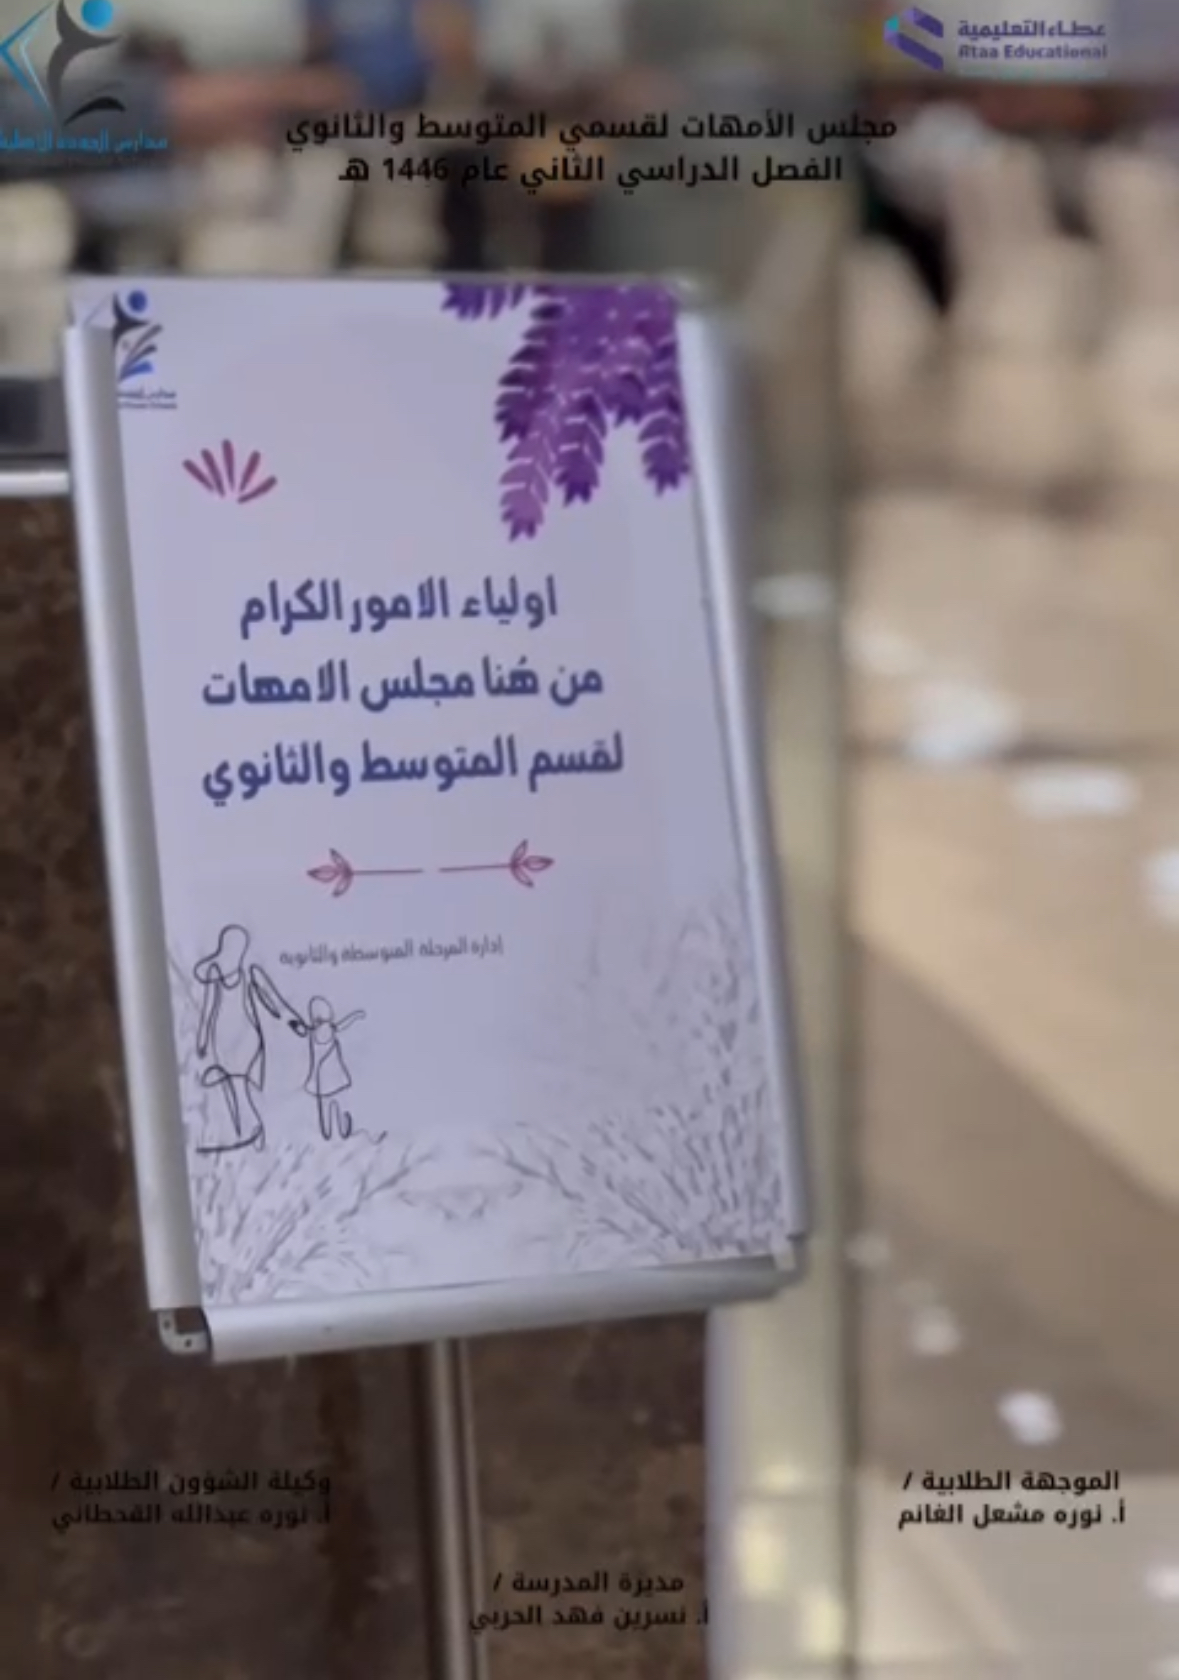 عطاء التعليمية
Ataa Educational
مجلس الأمهات لقسمي المتوسط والثانوي
الفصل الدراسي الثاني عام 1446 هـ
اولياء الامور الكرام
من هُنا مجلس الامهات
لقسم المتوسط والثانوي
إدارة المرحلة المتوسطة والثانوية
الموجهة الطلابية /
أ. نوره مشعل الغانم
وكيلة الشؤون الطلابية /
أ. نوره عبدالله القحطاني
مديرة المدرسة /
أ. نسرين فهد الحربي